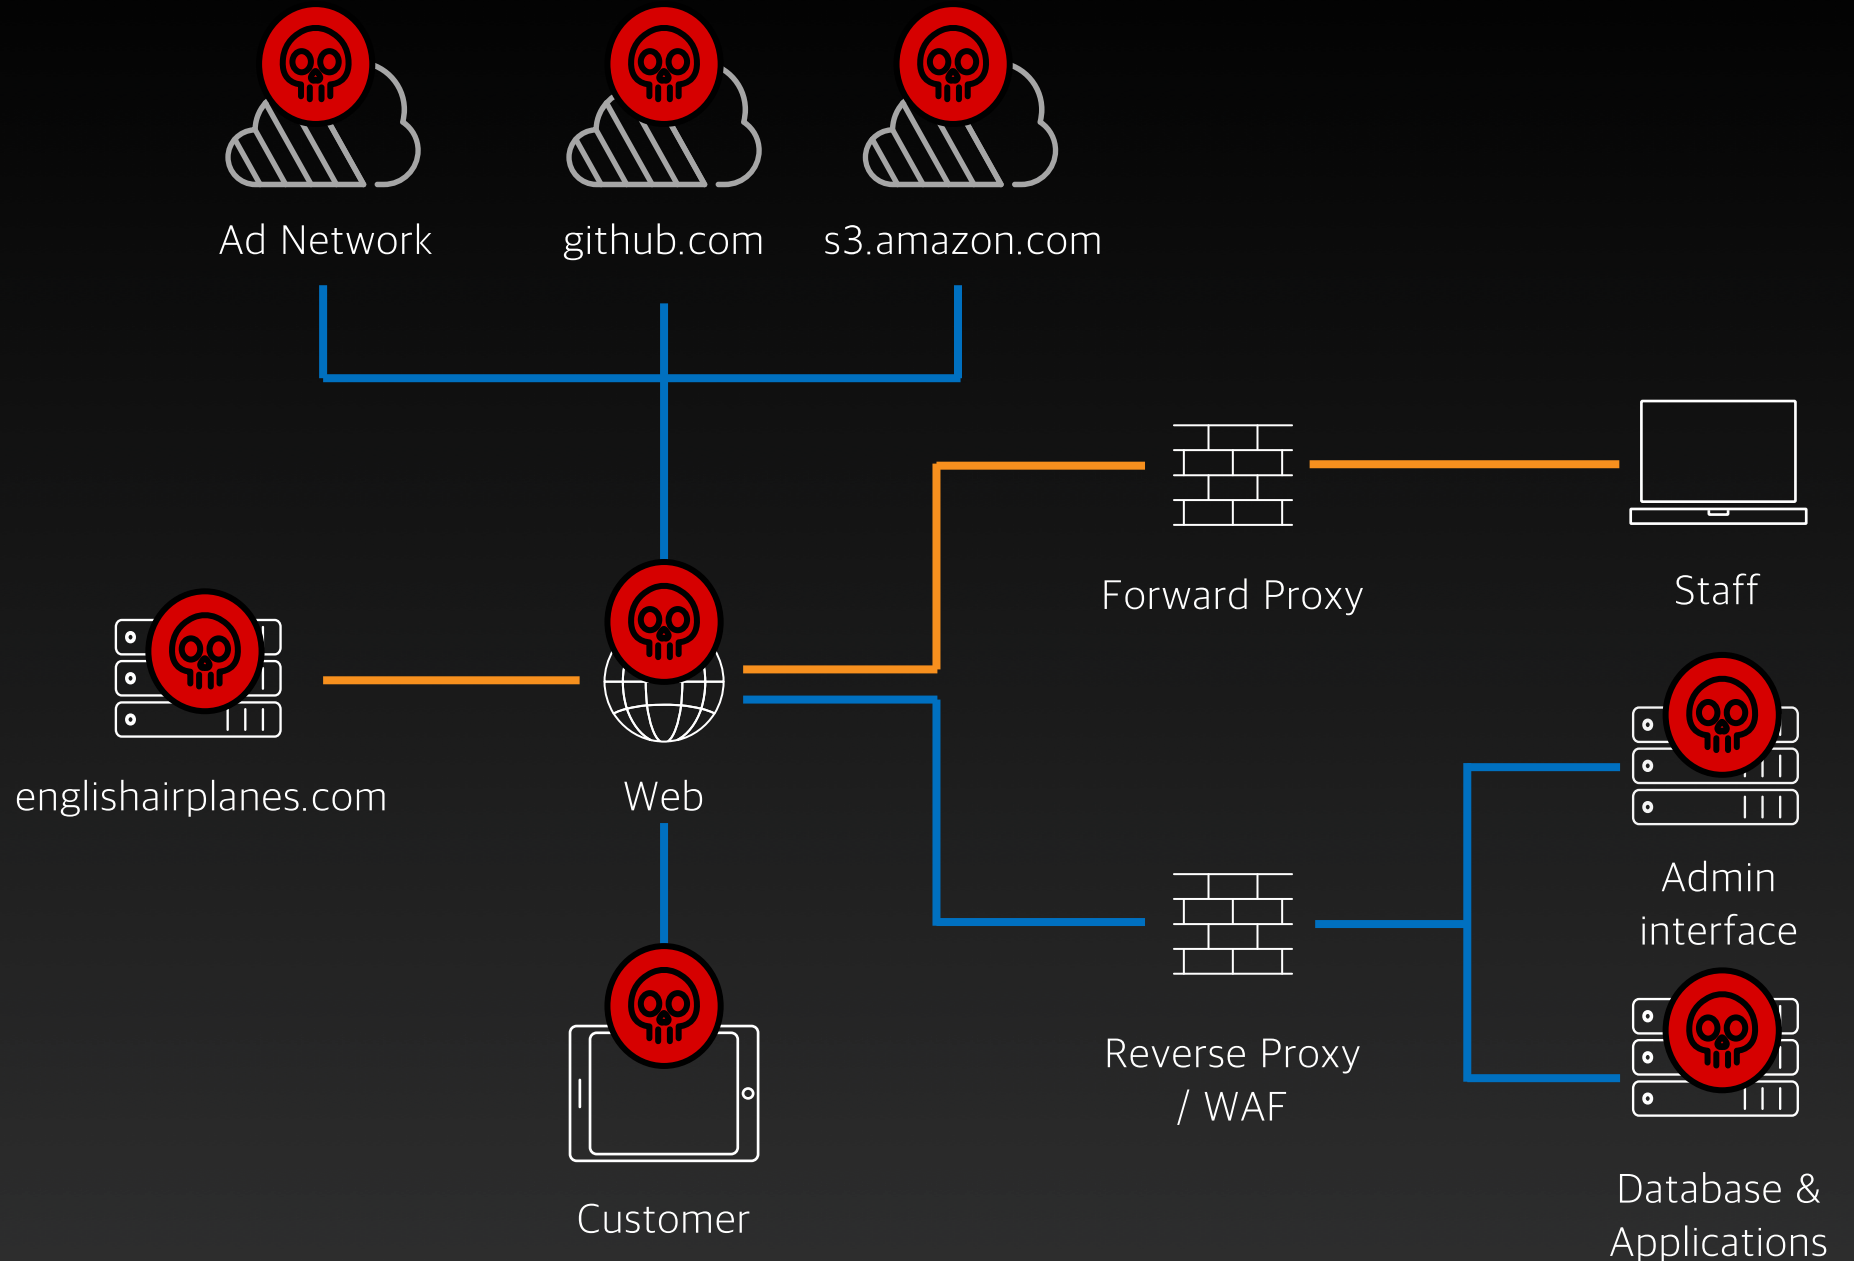 Ad Network
github.com
s3.amazon.com
Forward Proxy
Staff
englishairplanes.com
Web
Admin
interface
Reverse Proxy
/ WAF
Customer
Database &
Applications